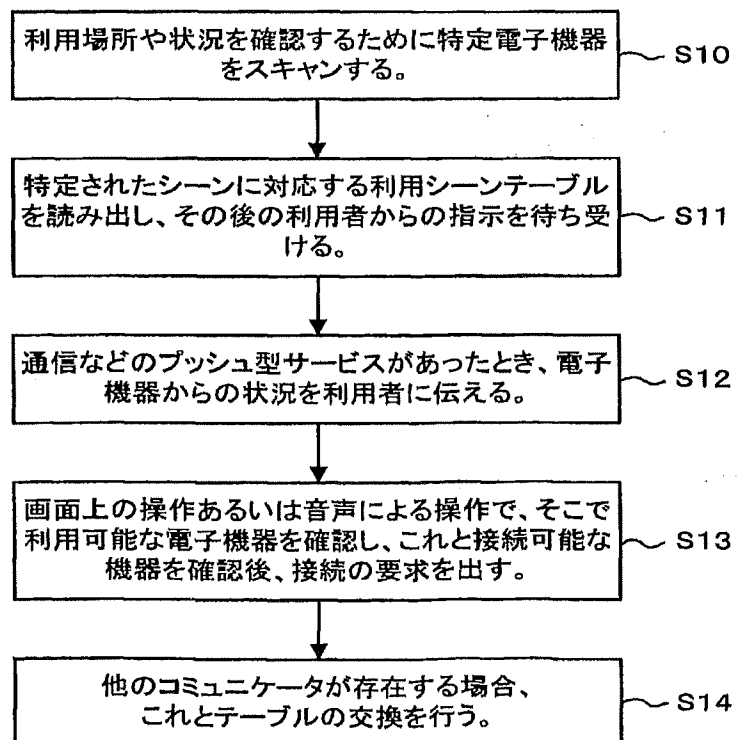 利用場所や状況を確認するために特定電子機器
をスキャンする。
S10
特定されたシーンに対応する利用シーンテーブル
を読み出し、その後の利用者からの指示を待ち受
ける。
S11
通信などのプッシュ型サービスがあったとき、電子
機器からの状況を利用者に伝える。
S12
画面上の操作あるいは音声による操作で、そこで
利用可能な電子機器を確認し、これと接続可能な
機器を確認後、接続の要求を出す。
S13
他のコミュニケータが存在する場合、
これとテーブルの交換を行う。
S14